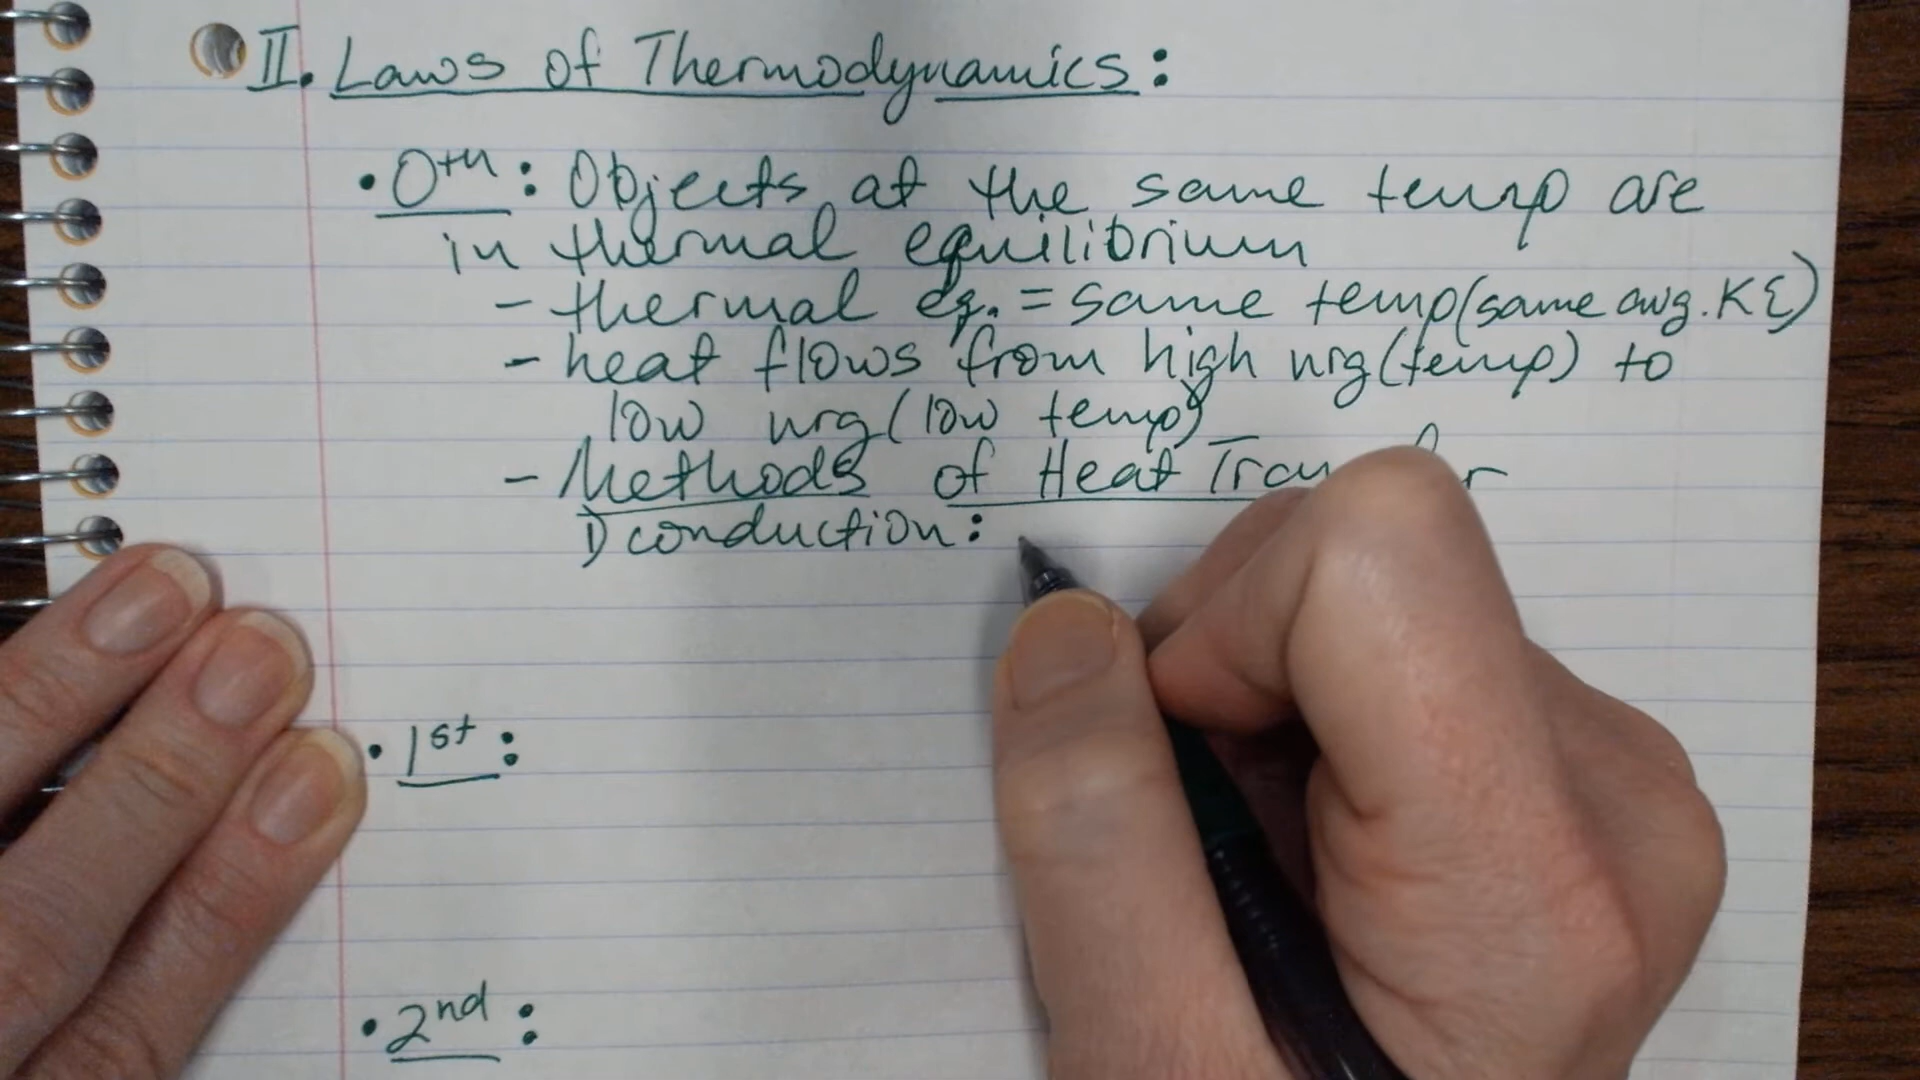 II. Laws of Thermodynamics:
• 0th: Objects at the same temp are
in thermal equilibrium
- thermal eq. = same temp (same avg. KE)
- heat flows from high nrg (temp) to
low nrg (low temp)
- Methods of Heat
1) conduction:
• 1st:
• 2nd: